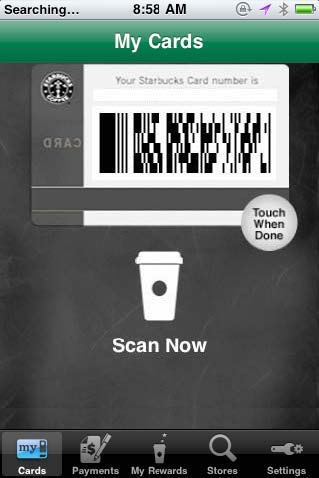 Searching... 8:58 AM
My Cards
STARBUCKS
COFFEE
Your Starbucks Card number is
CARD
Touch
When
Done
Scan Now
my
Cards Payments My Rewards Stores Settings